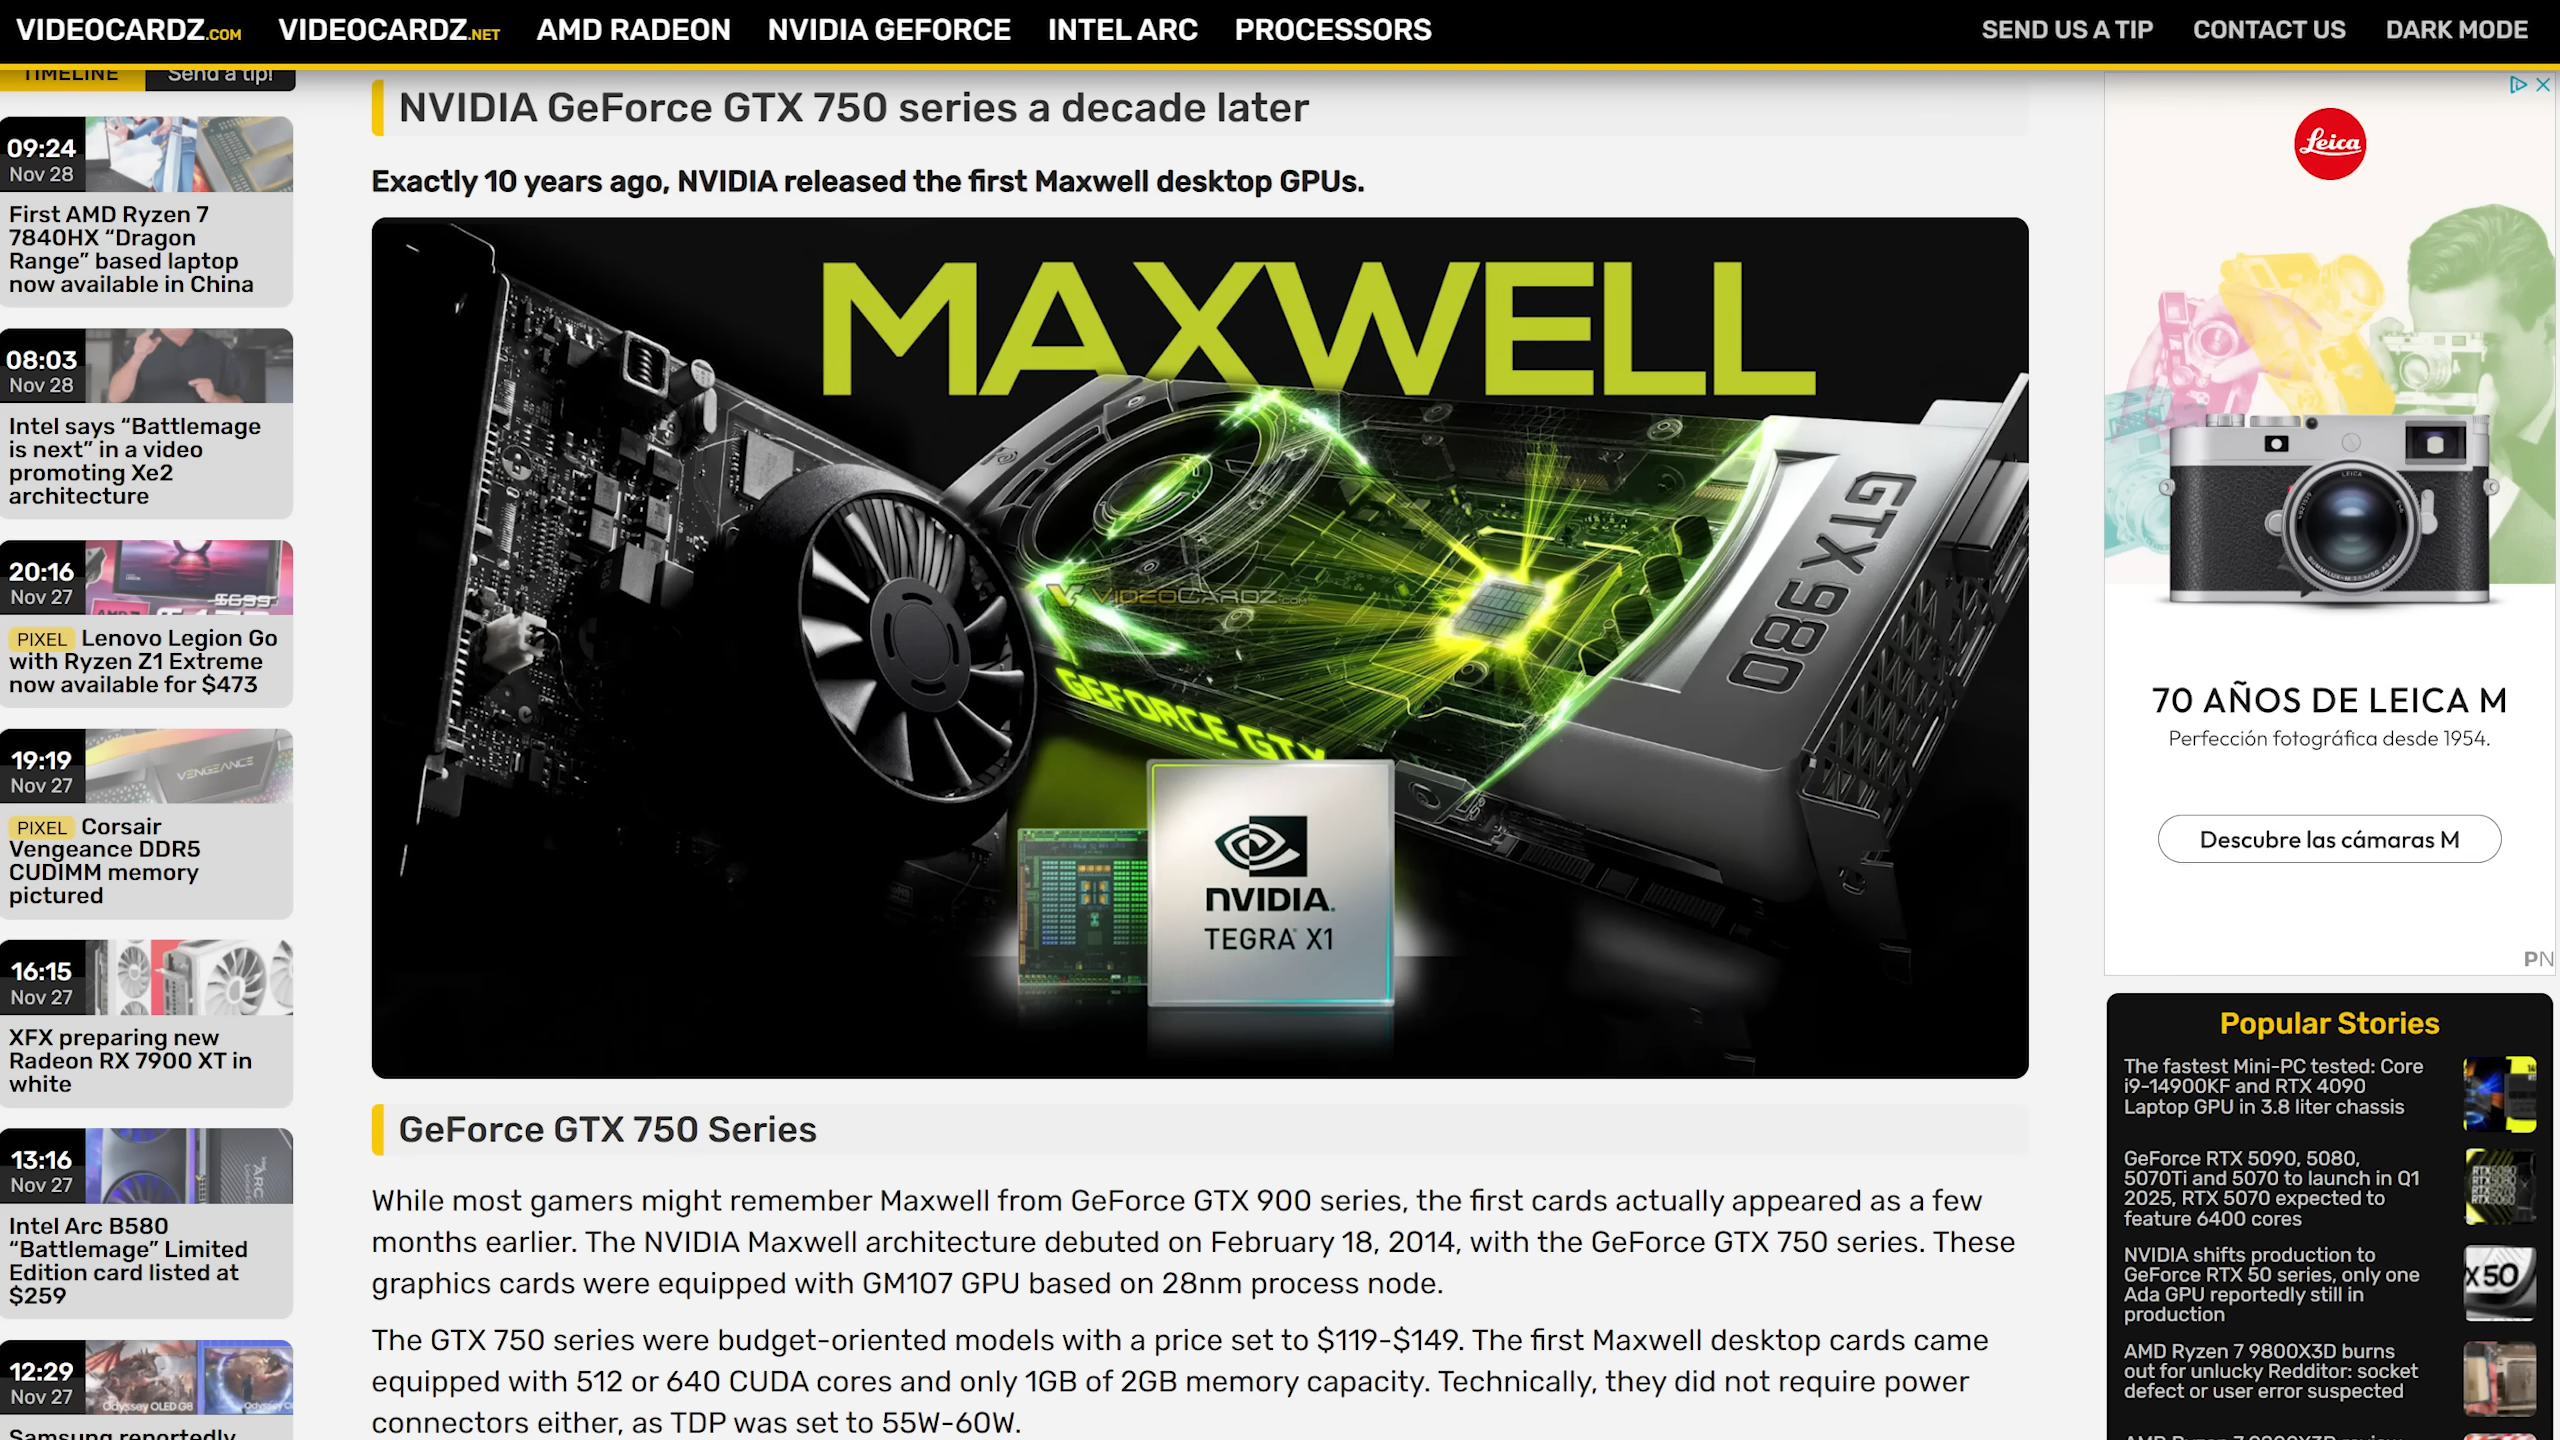 VIDEOCARDZ.COM VIDEOCARDZ.NET AMD RADEON NVIDIA GEFORCE INTEL ARC PROCESSORS SEND US A TIP CONTACT US DARK MODE
TIMELINE Send a tip!
09:24
Nov 28
First AMD Ryzen 7
7840HX “Dragon
Range” based laptop
now available in China
08:03
Nov 28
Intel says “Battlemage
is next” in a video
promoting Xe2
architecture
20:16
Nov 27
$699
PIXEL Lenovo Legion Go
with Ryzen Z1 Extreme
now available for $473
19:19
Nov 27
VENGEANCE
PIXEL Corsair
Vengeance DDR5
CUDIMM memory
pictured
16:15
Nov 27
XFX preparing new
Radeon RX 7900 XT in
white
13:16
Nov 27
ARC
Intel Arc B580
“Battlemage” Limited
Edition card listed at
$259
12:29
Nov 27
Odyssey OLED G8
Samsung reportedly
NVIDIA GeForce GTX 750 series a decade later
Exactly 10 years ago, NVIDIA released the first Maxwell desktop GPUs.
MAXWELL
GTX 980
VIDEOCARDZ.COM
GEFORCE GTX
NVIDIA.
TEGRA X1
GeForce GTX 750 Series
While most gamers might remember Maxwell from GeForce GTX 900 series, the first cards actually appeared as a few
months earlier. The NVIDIA Maxwell architecture debuted on February 18, 2014, with the GeForce GTX 750 series. These
graphics cards were equipped with GM107 GPU based on 28nm process node.
The GTX 750 series were budget-oriented models with a price set to $119-$149. The first Maxwell desktop cards came
equipped with 512 or 640 CUDA cores and only 1GB of 2GB memory capacity. Technically, they did not require power
connectors either, as TDP was set to 55W-60W.
Leica
LEICA
70 AÑOS DE LEICA M
Perfección fotográfica desde 1954.
Descubre las cámaras M
PN
Popular Stories
The fastest Mini-PC tested: Core
i9-14900KF and RTX 4090
Laptop GPU in 3.8 liter chassis
GeForce RTX 5090, 5080,
5070Ti and 5070 to launch in Q1
2025, RTX 5070 expected to
feature 6400 cores
NVIDIA shifts production to
GeForce RTX 50 series, only one
Ada GPU reportedly still in
production
X 50
AMD Ryzen 7 9800X3D burns
out for unlucky Redditor: socket
defect or user error suspected